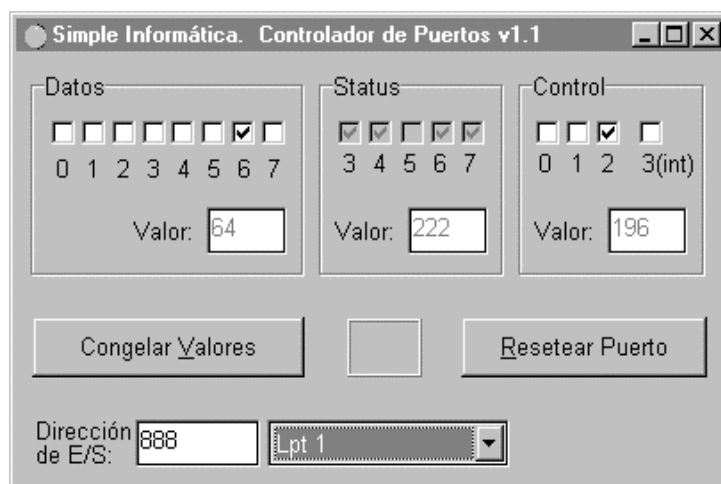 Simple Informática. Controlador de Puertos v1.1
Datos
0 1 2 3 4 5 6 7
Valor: 64
Status
3 4 5 6 7
Valor: 222
Control
0 1 2 3(int)
Valor: 196
Congelar Valores
Resetear Puerto
Dirección
de E/S: 888
Lpt 1